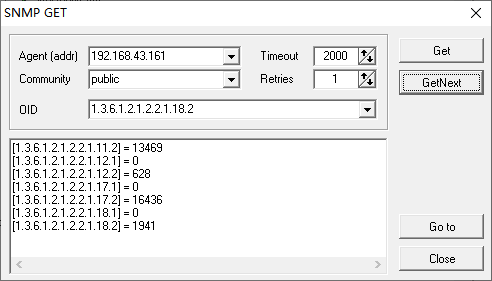 SNMP GET
Agent (addr) 192.168.43.161 Timeout 2000 Get
Community public Retries 1 GetNext
OID 1.3.6.1.2.1.2.2.1.18.2
[1.3.6.1.2.1.2.2.1.11.2] = 13469
[1.3.6.1.2.1.2.2.1.12.1] = 0
[1.3.6.1.2.1.2.2.1.12.2] = 628
[1.3.6.1.2.1.2.2.1.17.1] = 0
[1.3.6.1.2.1.2.2.1.17.2] = 16436
[1.3.6.1.2.1.2.2.1.18.1] = 0
[1.3.6.1.2.1.2.2.1.18.2] = 1941
Go to
Close